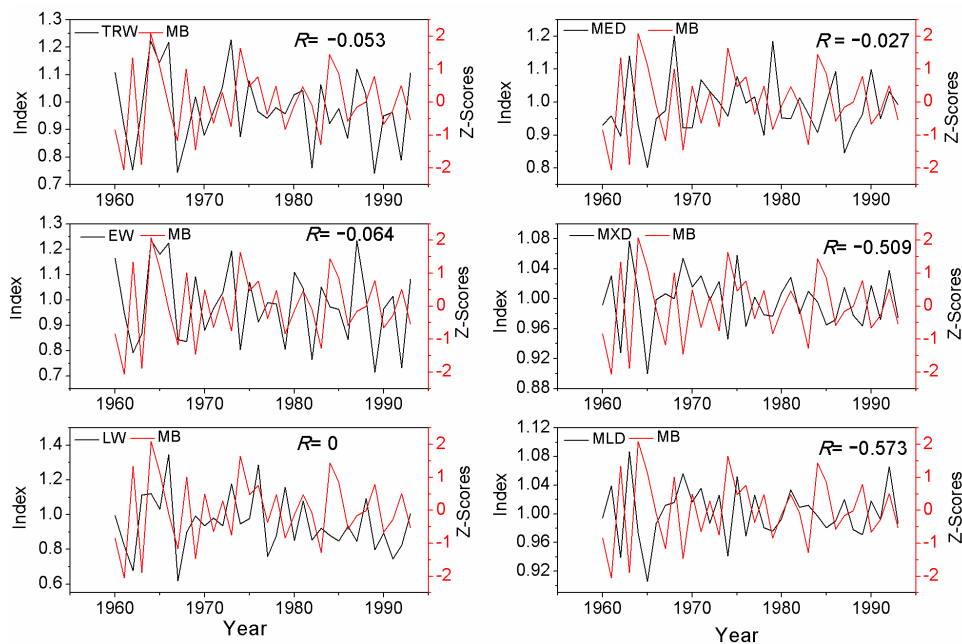 TRW MB R= −0.053
1.3
1.2
1.1
1.0
0.9
0.8
0.7
Index
2
1
0
-1
-2
Z-Scores
1960 1970 1980 1990
MED MB R = −0.027
1.2
1.1
1.0
0.9
0.8
Index
2
1
0
-1
-2
Z-Scores
1960 1970 1980 1990
EW MB R= −0.064
1.3
1.2
1.1
1.0
0.9
0.8
0.7
Index
2
1
0
-1
-2
Z-Scores
1960 1970 1980 1990
MXD MB R= −0.509
1.08
1.04
1.00
0.96
0.92
0.88
Index
2
1
0
-1
-2
Z-Scores
1960 1970 1980 1990
LW MB R= 0
1.4
1.2
1.0
0.8
0.6
Index
2
1
0
-1
-2
Z-Scores
1960 1970 1980 1990
Year
MLD MB R= −0.573
1.12
1.08
1.04
1.00
0.96
0.92
Index
2
1
0
-1
-2
Z-Scores
1960 1970 1980 1990
Year